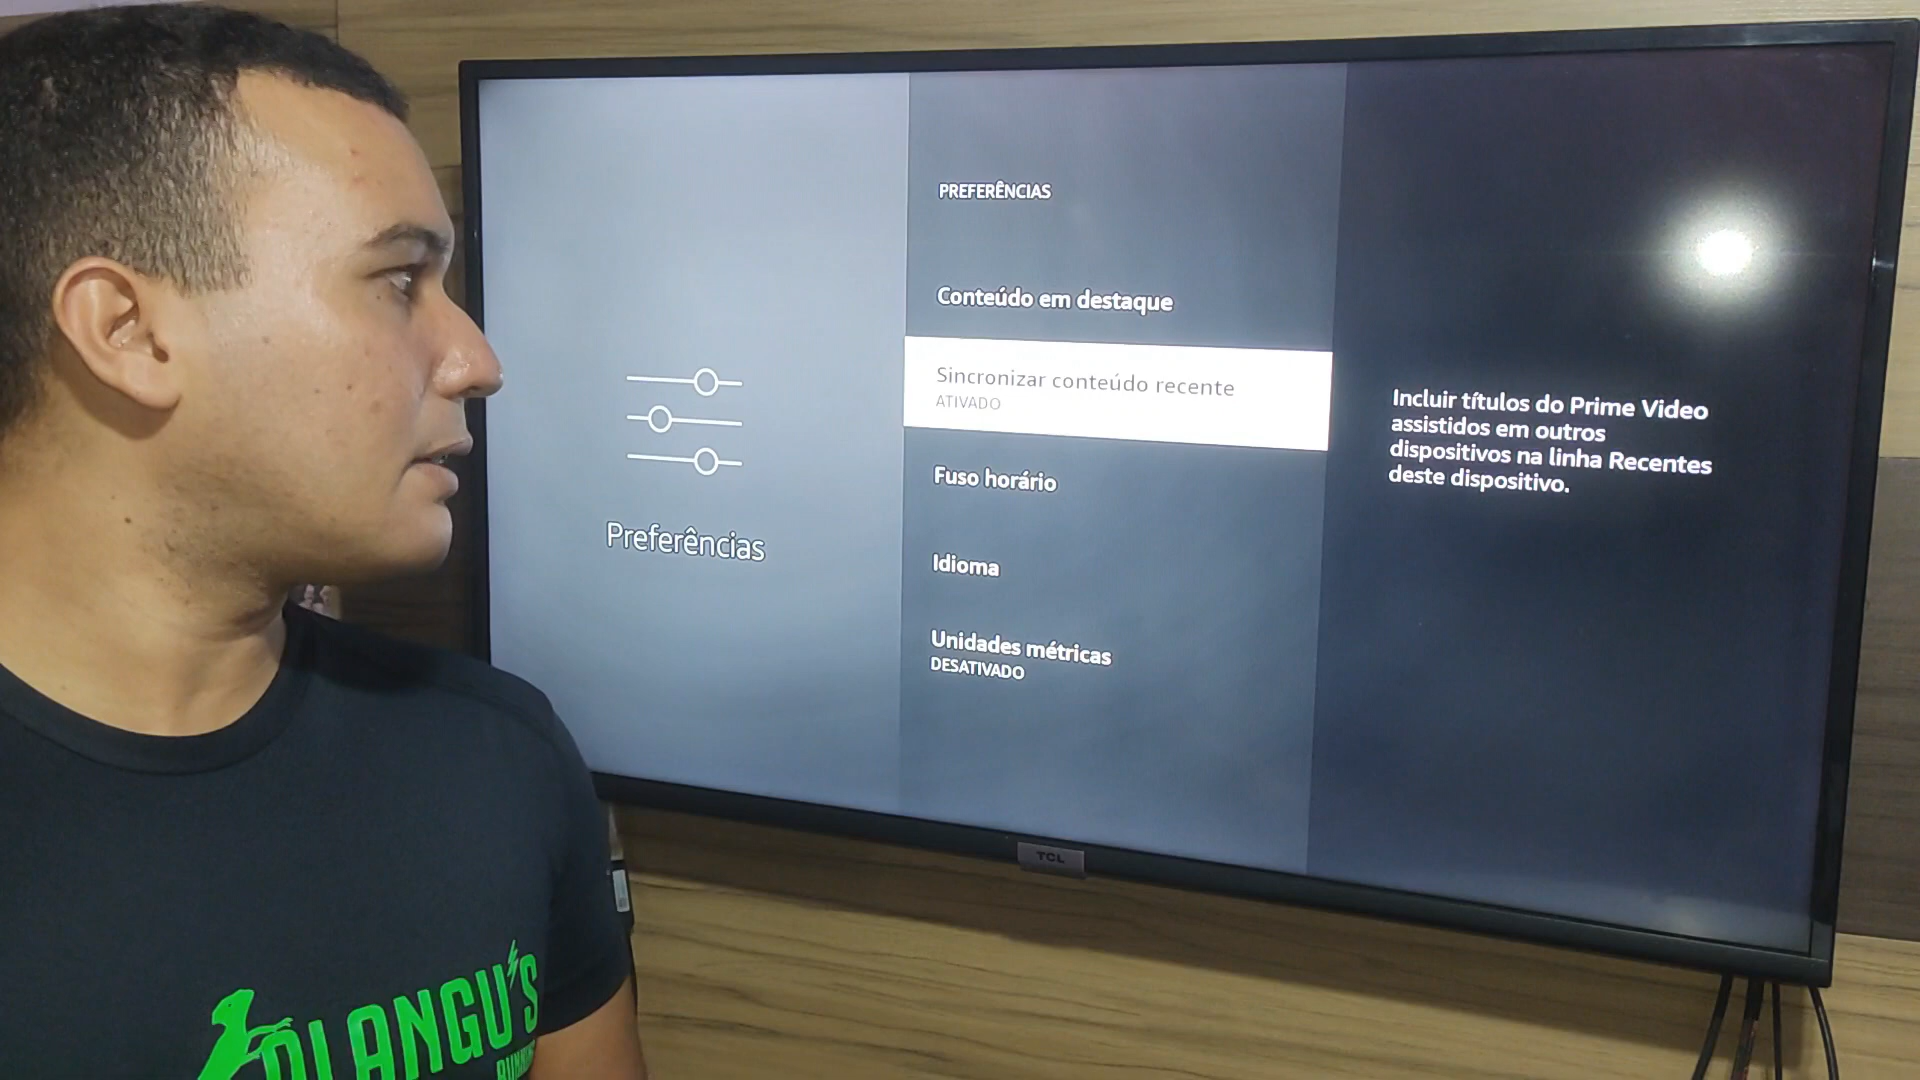 Preferências
PREFERÊNCIAS
Conteúdo em destaque
Sincronizar conteúdo recente
ATIVADO
Fuso horário
Idioma
Unidades métricas
DESATIVADO
Incluir títulos do Prime Video
assistidos em outros
dispositivos na linha Recentes
deste dispositivo.
TCL